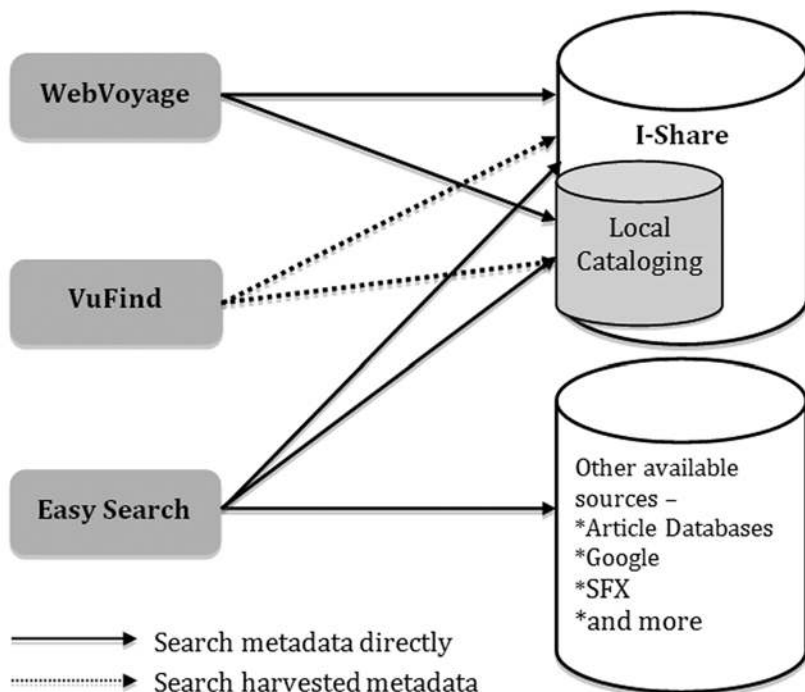 WebVoyage
I-Share
Local
Cataloging
VuFind
Easy Search
Other available
sources –
*Article Databases
*Google
*SFX
*and more
Search metadata directly
Search harvested metadata